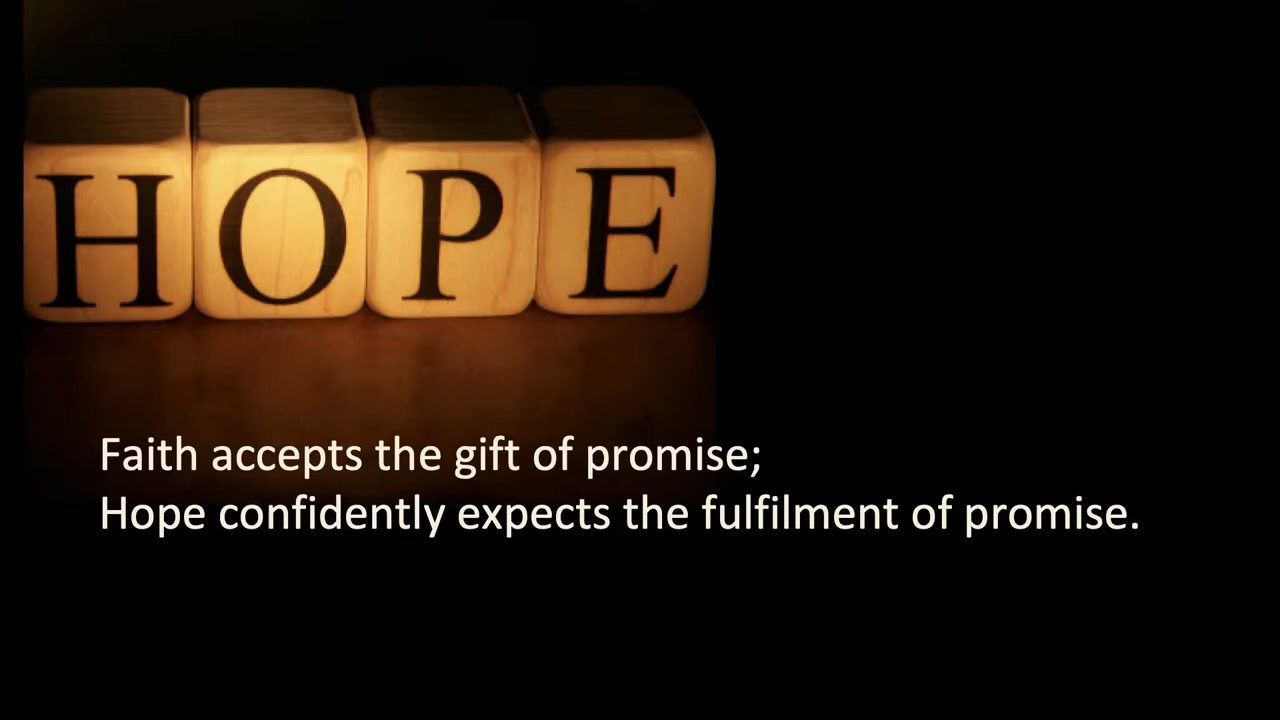 HOPE
Faith accepts the gift of promise;
Hope confidently expects the fulfilment of promise.